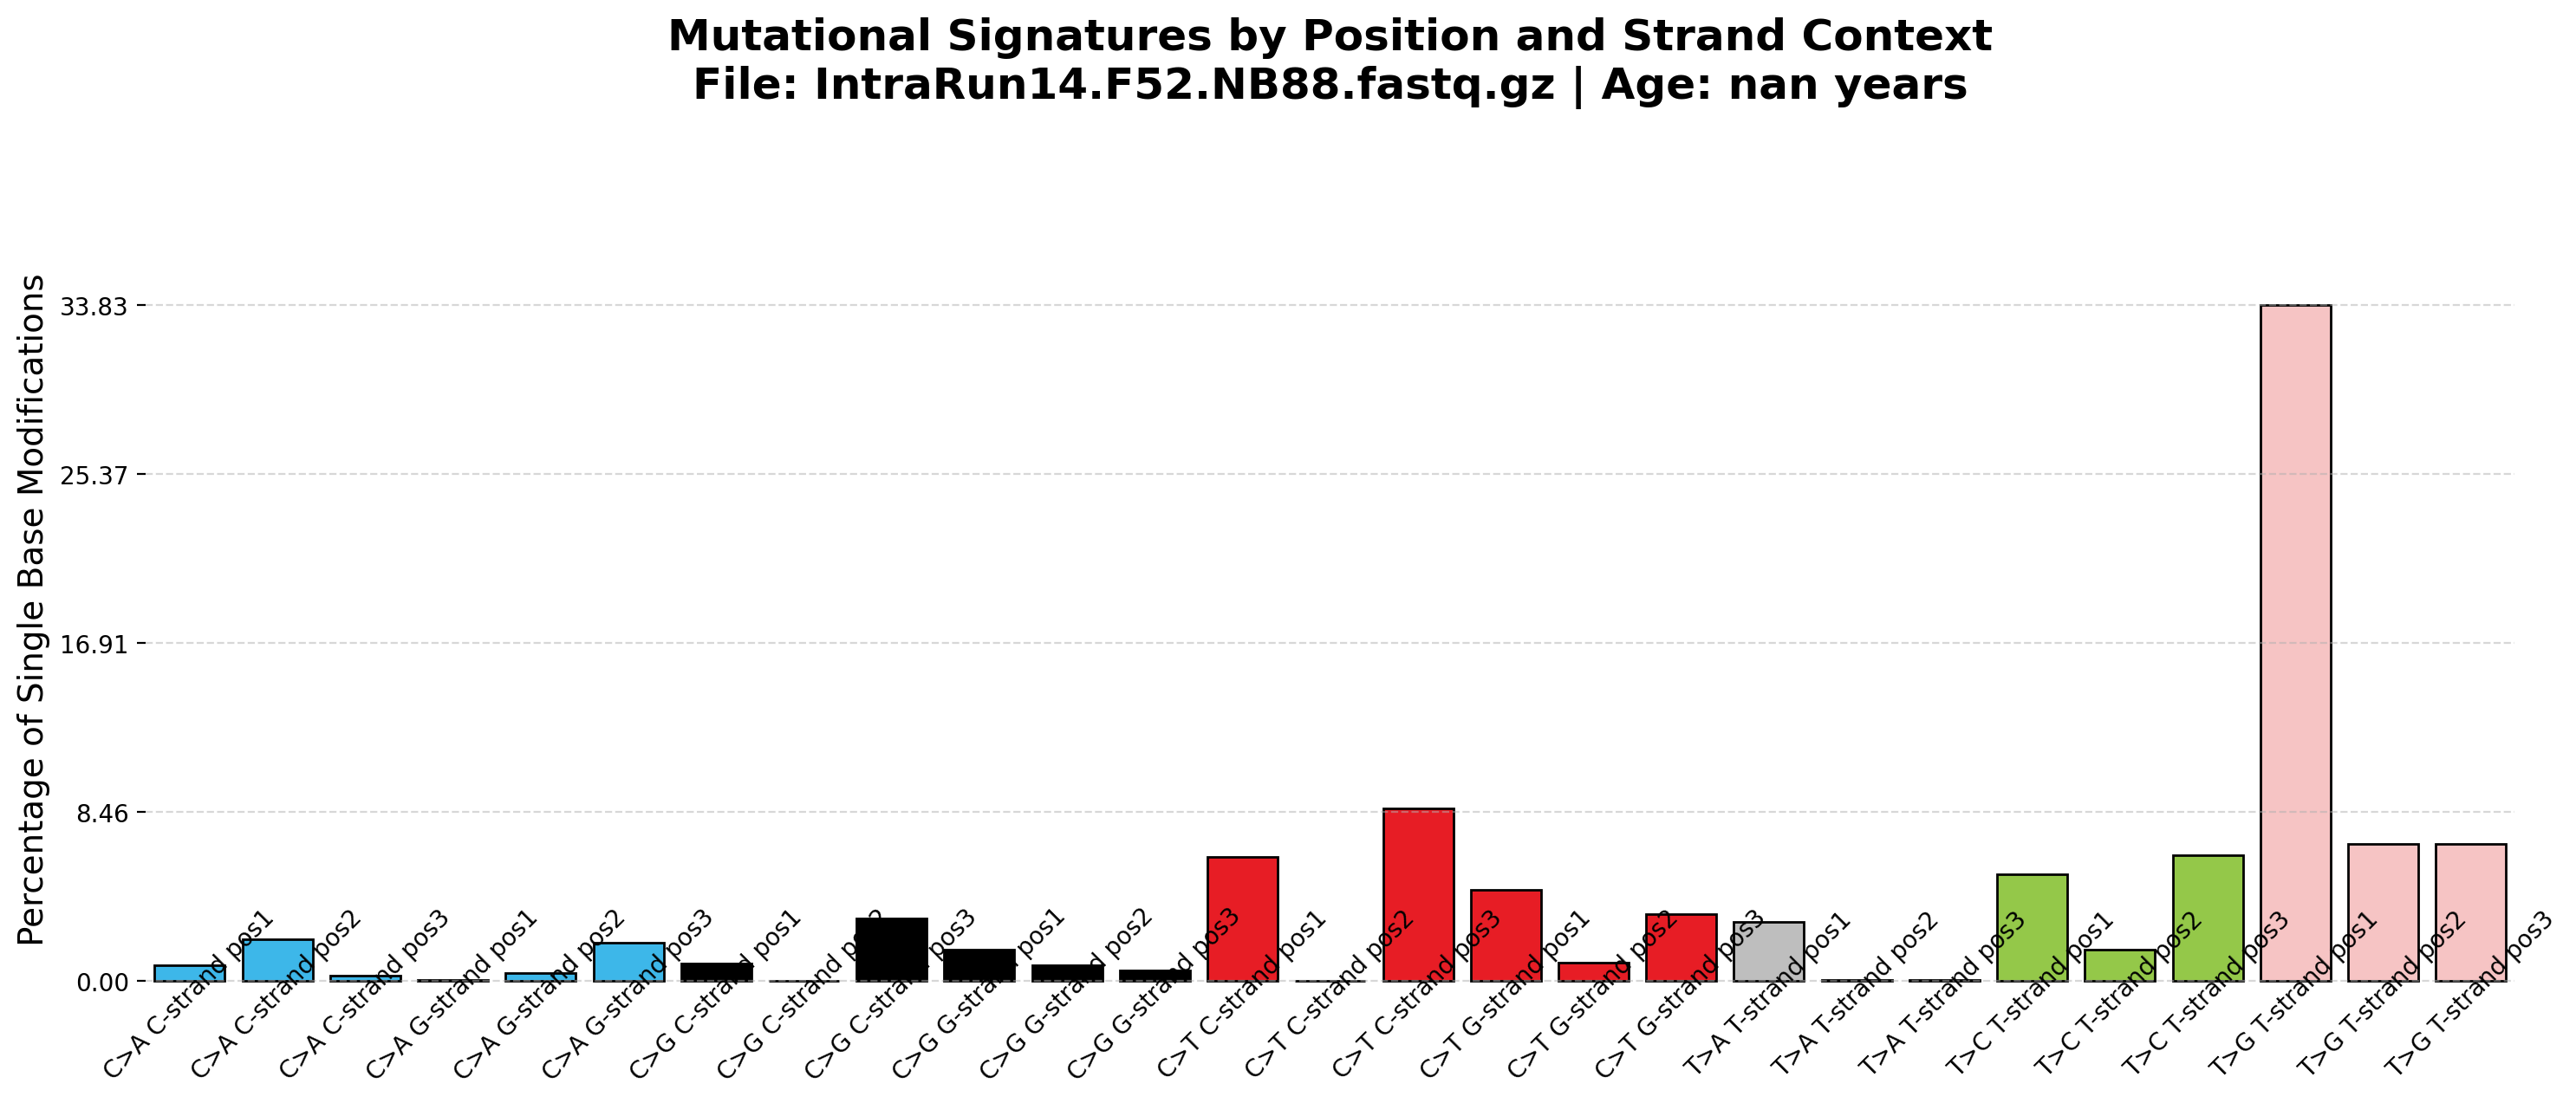 Mutational Signatures by Position and Strand Context
File: IntraRun14.F52.NB88.fastq.gz | Age: nan years
Percentage of Single Base Modifications
33.83
25.37
16.91
8.46
0.00
C>A C-strand pos1
C>A C-strand pos2
C>A C-strand pos3
C>A G-strand pos1
C>A G-strand pos2
C>A G-strand pos3
C>G C-strand pos1
C>G C-strand pos2
C>G C-strand pos3
C>G G-strand pos1
C>G G-strand pos2
C>G G-strand pos3
C>T C-strand pos1
C>T C-strand pos2
C>T C-strand pos3
C>T G-strand pos1
C>T G-strand pos2
C>T G-strand pos3
T>A T-strand pos1
T>A T-strand pos2
T>A T-strand pos3
T>C T-strand pos1
T>C T-strand pos2
T>C T-strand pos3
T>G T-strand pos1
T>G T-strand pos2
T>G T-strand pos3